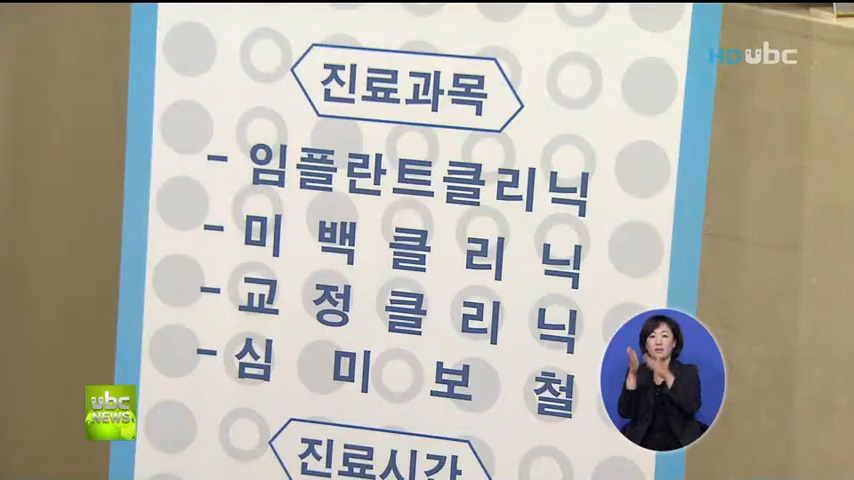 HD ubc
진료과목
- 임플란트클리닉
- 미백클리닉
- 교정클리닉
- 심미보철
진료시간
ubc
NEWS